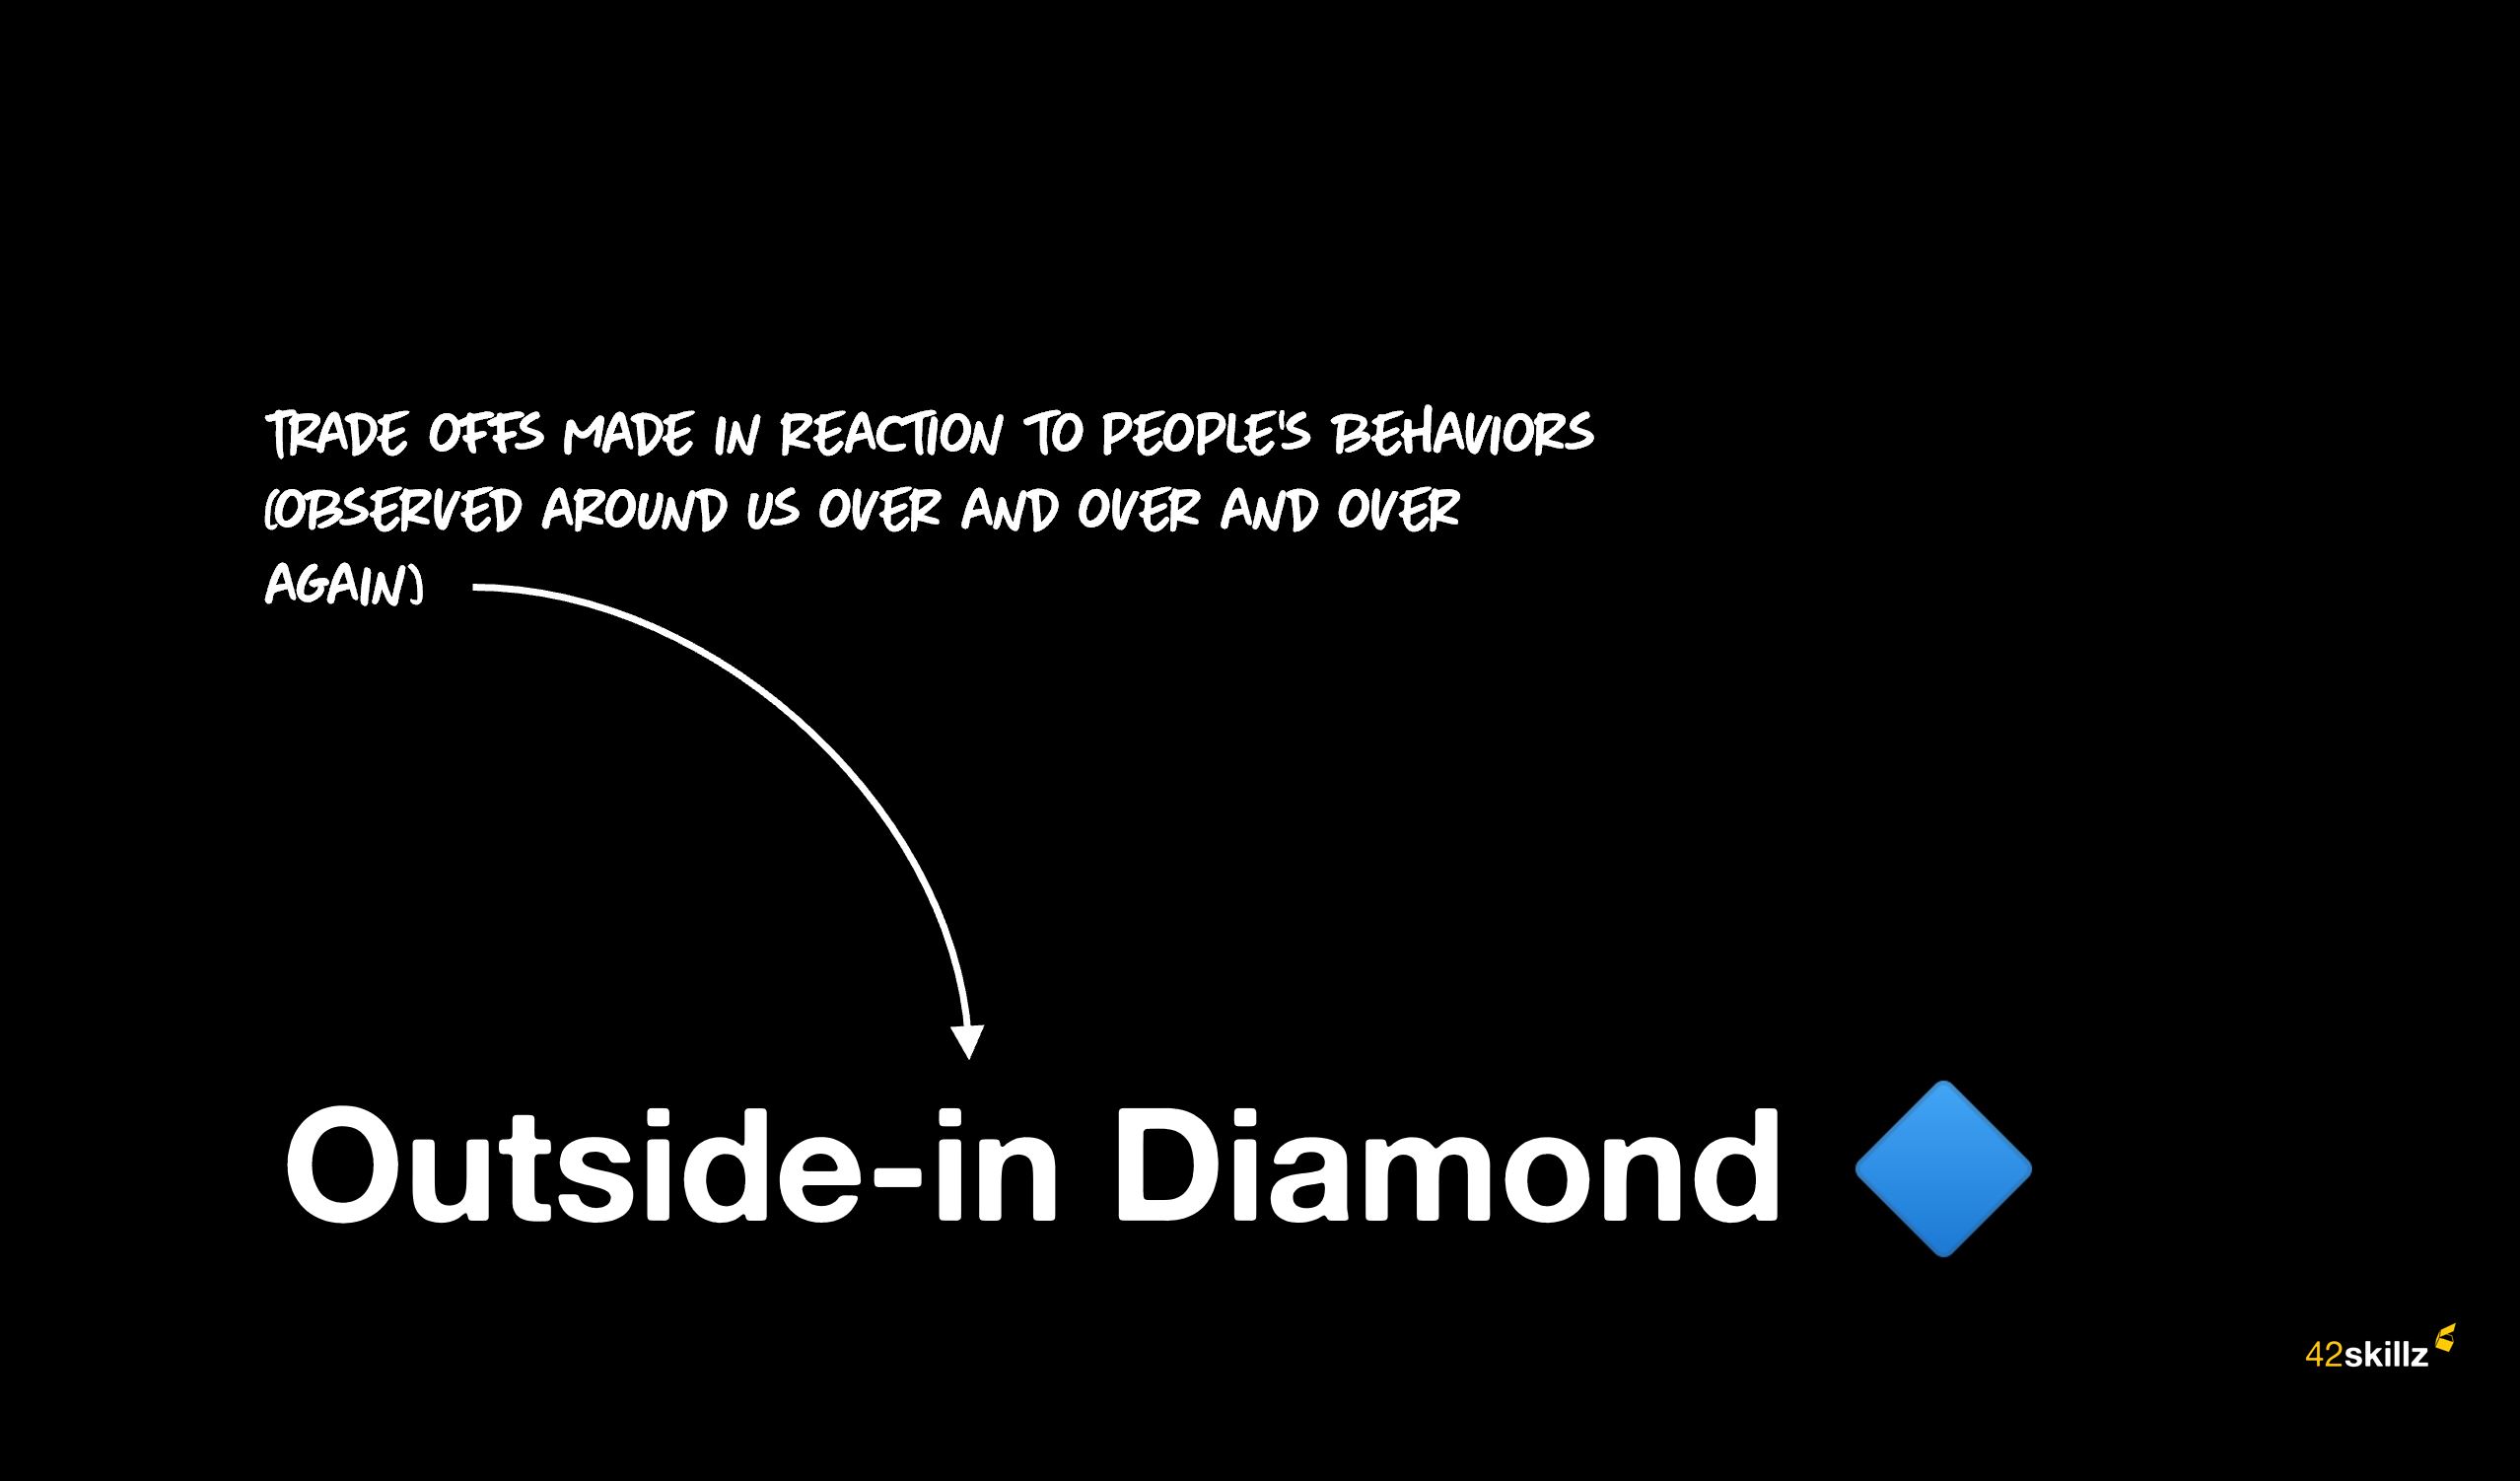 TRADE OFFS MADE IN REACTION TO PEOPLE'S BEHAVIORS
(OBSERVED AROUND US OVER AND OVER AND OVER
AGAIN)
Outside-in Diamond
42skillz